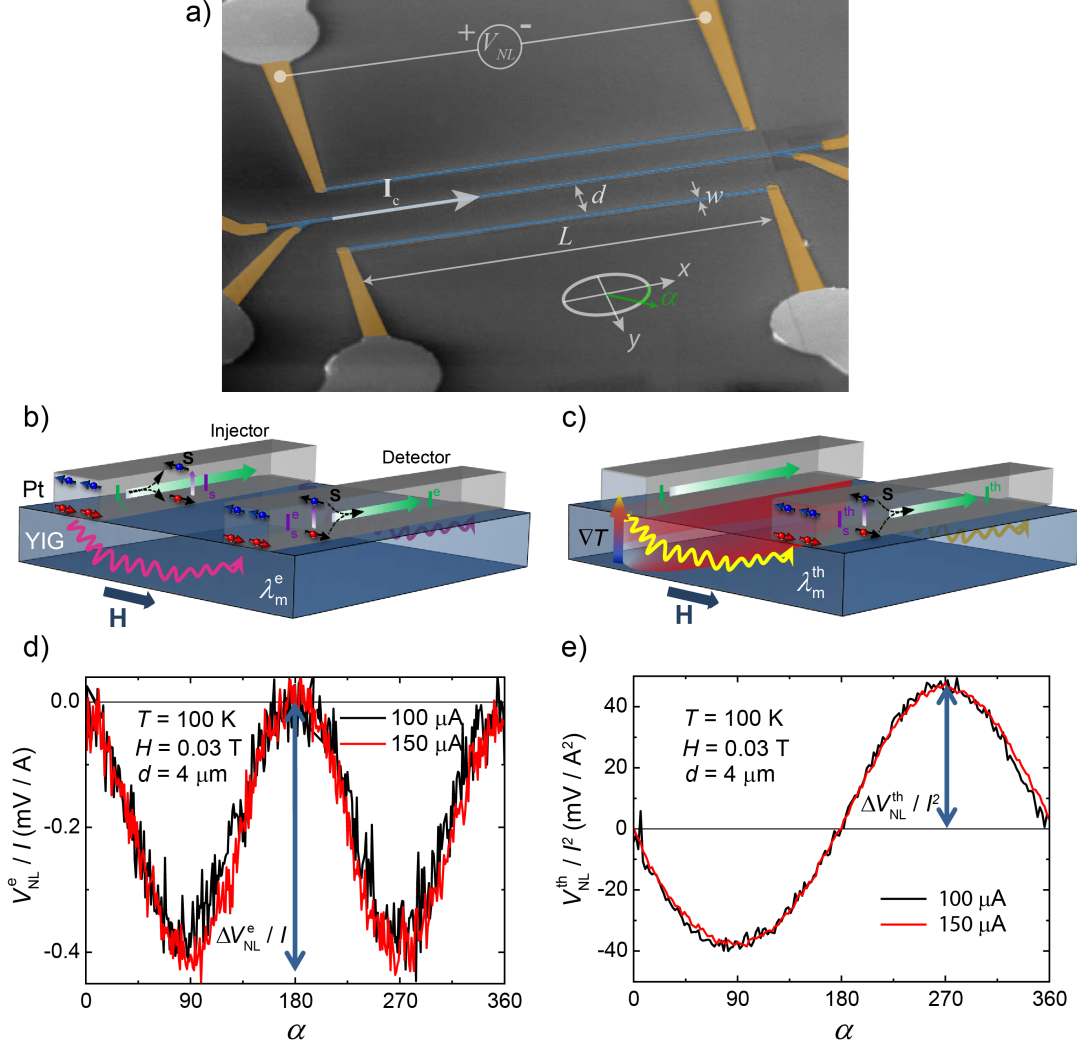 a)
+ V_NL -
I_c
d
w
L
x
α
y
b)
Injector
Detector
S
S
Pt
I
I_s
I_s^e
I^e
YIG
λ_m^e
H
c)
S
I
I_s^th
I^th
∇T
λ_m^th
H
d)
V_NL^e / I (mV / A)
0.0
-0.2
-0.4
T = 100 K
H = 0.03 T
d = 4 μm
100 μA
150 μA
ΔV_NL^e / I
0 90 180 270 360
α
e)
V_NL^th / I² (mV / A²)
40
20
0
-20
-40
T = 100 K
H = 0.03 T
d = 4 μm
ΔV_NL^th / I²
100 μA
150 μA
0 90 180 270 360
α